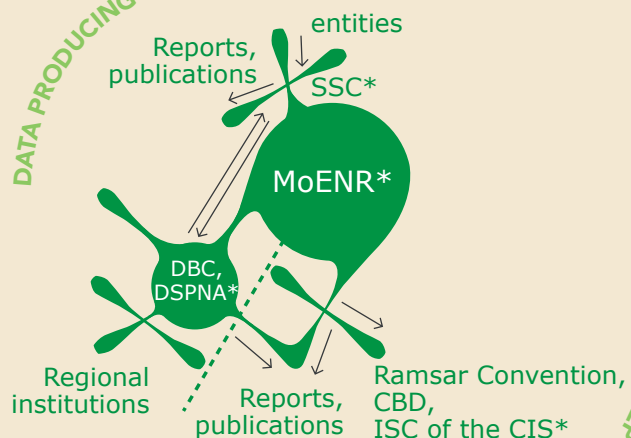 DATA PRODUCING
entities
Reports,
publications
SSC*
MoENR*
DBC,
DSPNA*
Regional
institutions
Reports,
publications
Ramsar Convention,
CBD,
ISC of the CIS*